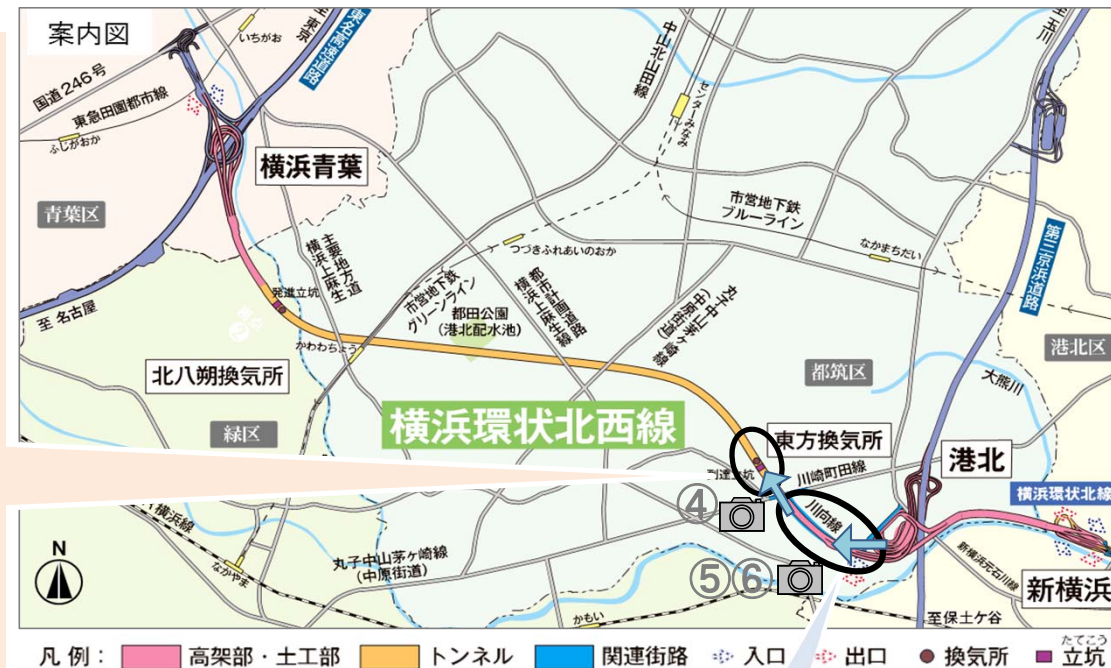 案内図
至 東京
いちがお
東名高速道路
国道246号
東急田園都市線
ふじがおか
横浜青葉
青葉区
至 名古屋
中山北山田線
センターみなみ
至 玉川
市営地下鉄
ブルーライン
なかまちだい
第三京浜道路
つづきふれあいのおか
主要地方道
横浜上麻生
発進立坑
市営地下鉄
グリーンライン
都田公園
(港北配水池)
都市計画道路
横浜上麻生線
丸子中山茅ヶ崎線
(中原街道)
かわわちょう
港北区
都筑区
大熊川
北八朔換気所
緑区
横浜環状北西線
東方換気所
到達立坑
川崎町田線
港北
川向線
横浜環状北線
④
⑤⑥
横浜線
なかやま
丸子中山茅ヶ崎線
(中原街道)
かもい
新横浜元石川線
新横浜
至保土ケ谷
N
凡例：
高架部・土工部
トンネル
関連街路
入口
出口
換気所
たてこう
立坑